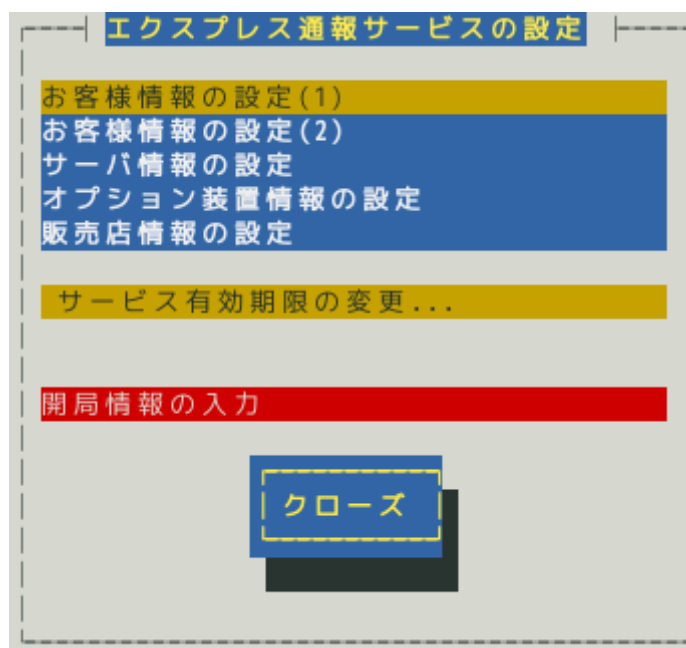 エクスプレス通報サービスの設定
お客様情報の設定(1)
お客様情報の設定(2)
サーバ情報の設定
オプション装置情報の設定
販売店情報の設定
サービス有効期限の変更...
開局情報の入力
クローズ